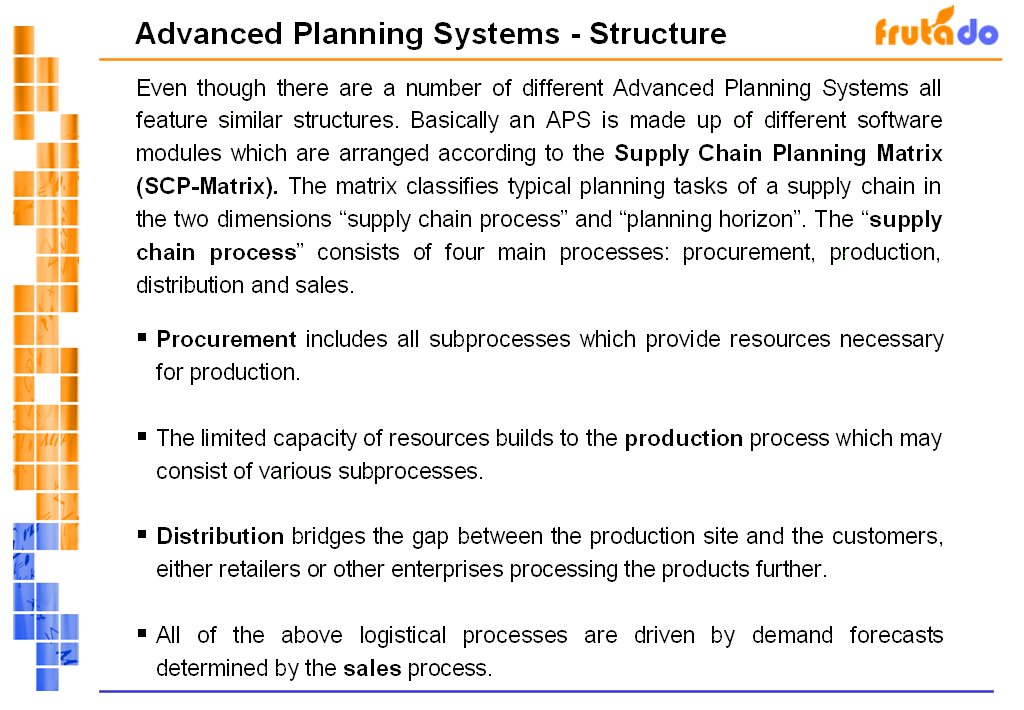 Advanced Planning Systems - Structure
frutado
Even though there are a number of different Advanced Planning Systems all
feature similar structures. Basically an APS is made up of different software
modules which are arranged according to the Supply Chain Planning Matrix
(SCP-Matrix). The matrix classifies typical planning tasks of a supply chain in
the two dimensions “supply chain process” and “planning horizon”. The “supply
chain process” consists of four main processes: procurement, production,
distribution and sales.
▪ Procurement includes all subprocesses which provide resources necessary
for production.
▪ The limited capacity of resources builds to the production process which may
consist of various subprocesses.
▪ Distribution bridges the gap between the production site and the customers,
either retailers or other enterprises processing the products further.
▪ All of the above logistical processes are driven by demand forecasts
determined by the sales process.